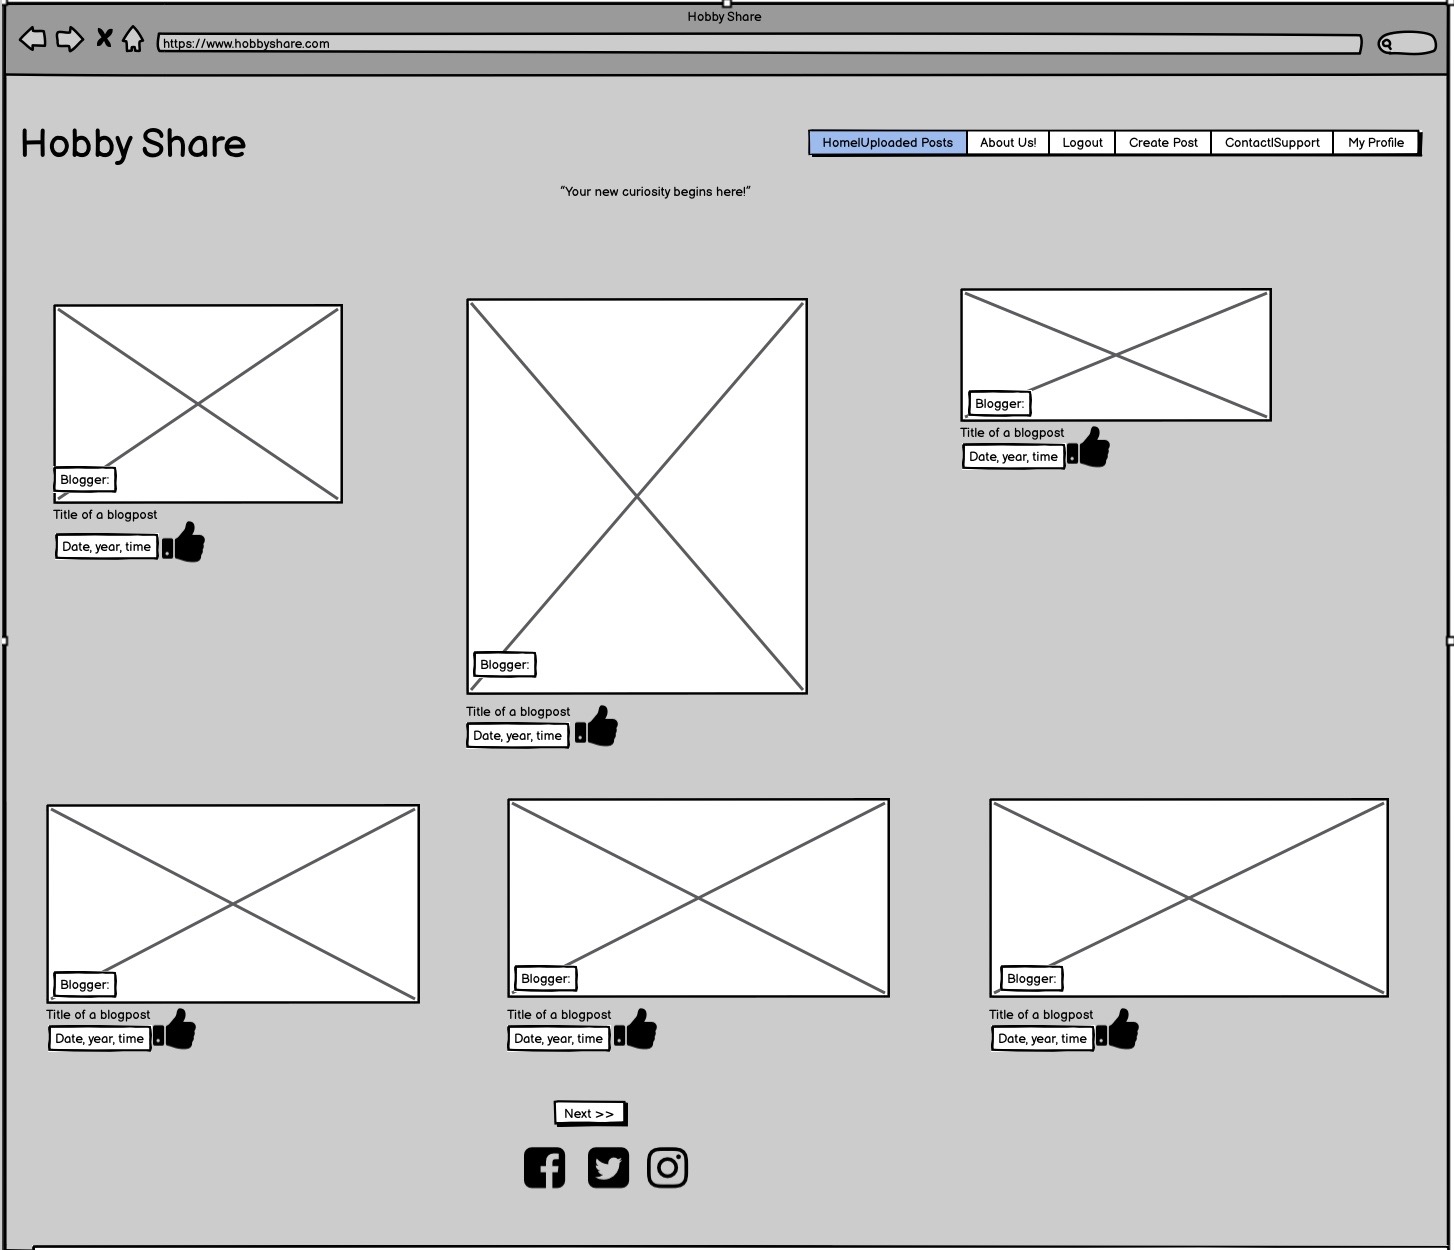 Hobby Share
https://www.hobbyshare.com
Hobby Share
Home|Uploaded Posts
About Us!
Logout
Create Post
Contact|Support
My Profile
"Your new curiosity begins here!"
Blogger:
Title of a blogpost
Date, year, time
Blogger:
Title of a blogpost
Date, year, time
Blogger:
Title of a blogpost
Date, year, time
Blogger:
Title of a blogpost
Date, year, time
Blogger:
Title of a blogpost
Date, year, time
Blogger:
Title of a blogpost
Date, year, time
Next >>